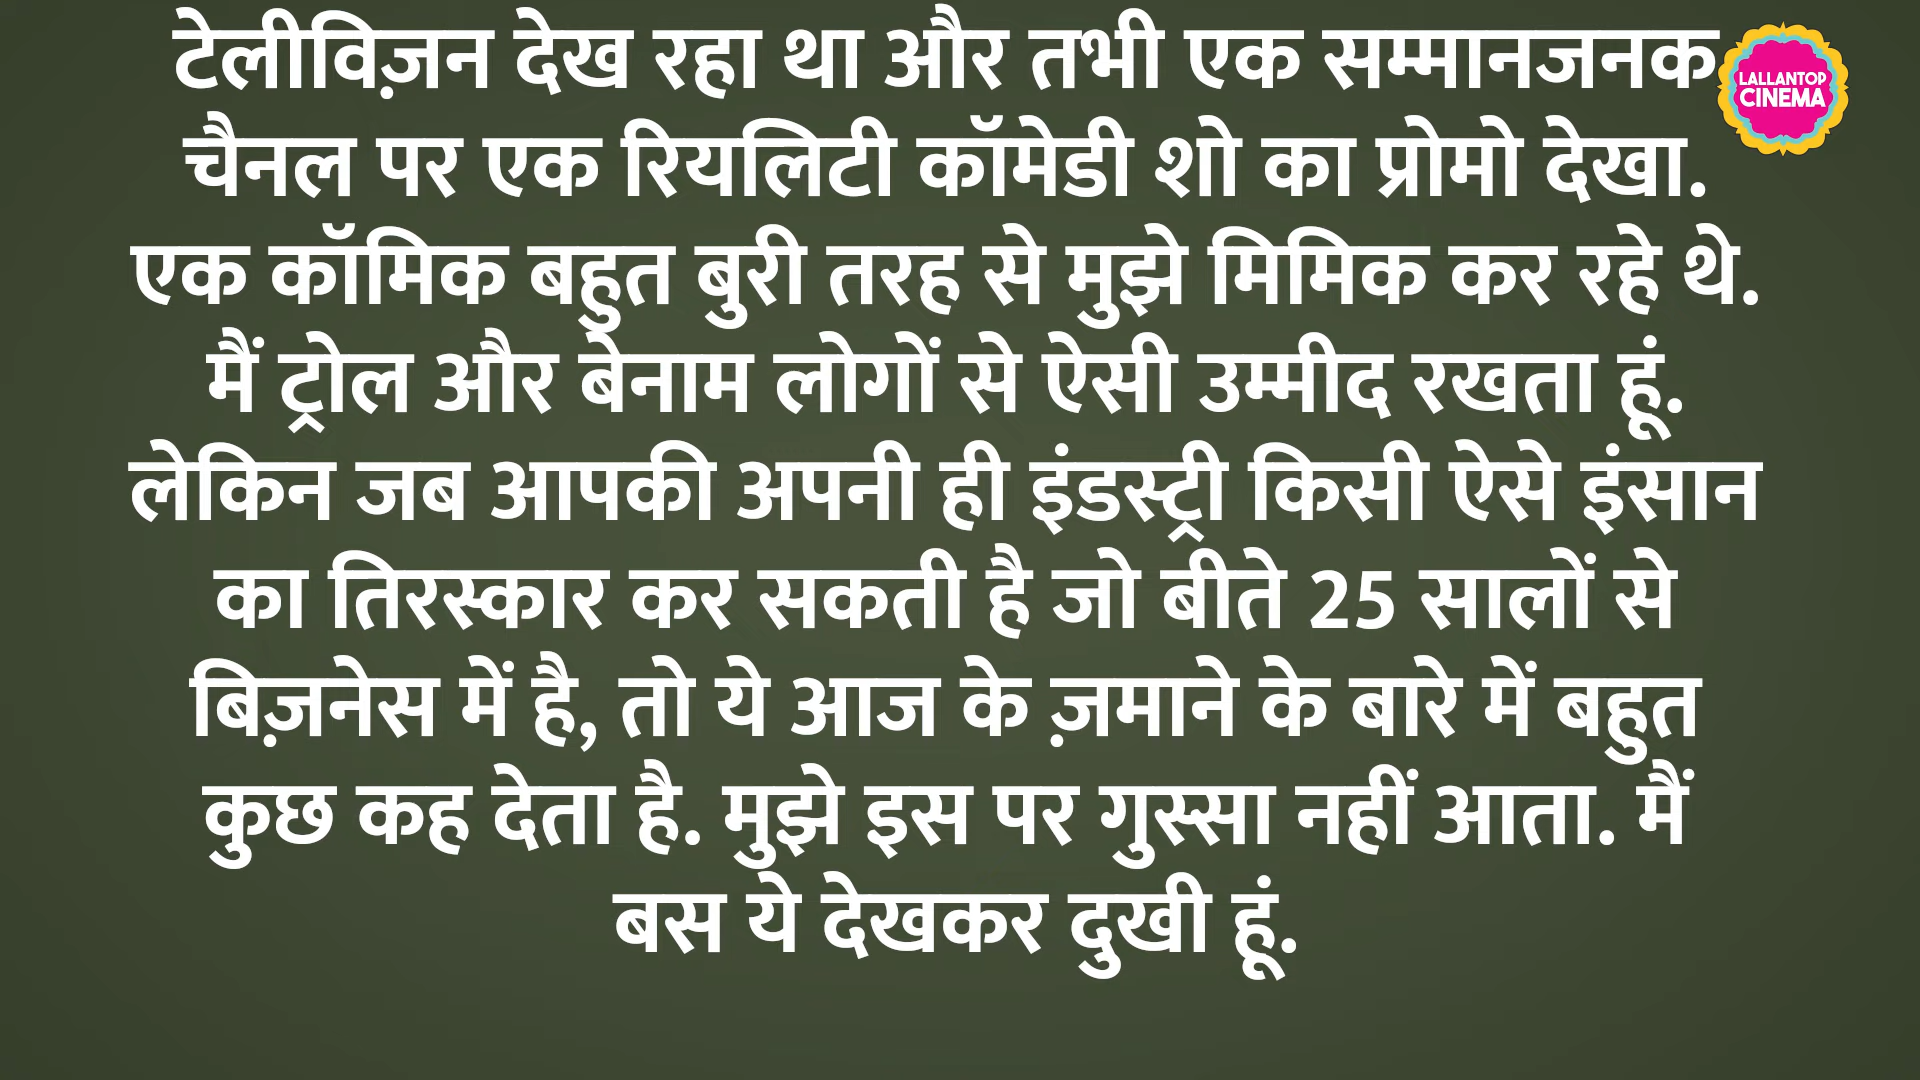 टेलीविज़न देख रहा था और तभी एक सम्मानजनक
LALLANTOP
CINEMA
चैनल पर एक रियलिटी कॉमेडी शो का प्रोमो देखा.
एक कॉमिक बहुत बुरी तरह से मुझे मिमिक कर रहे थे.
मैं ट्रोल और बेनाम लोगों से ऐसी उम्मीद रखता हूं.
लेकिन जब आपकी अपनी ही इंडस्ट्री किसी ऐसे इंसान
का तिरस्कार कर सकती है जो बीते 25 सालों से
बिज़नेस में है, तो ये आज के ज़माने के बारे में बहुत
कुछ कह देता है. मुझे इस पर गुस्सा नहीं आता. मैं
बस ये देखकर दुखी हूं.